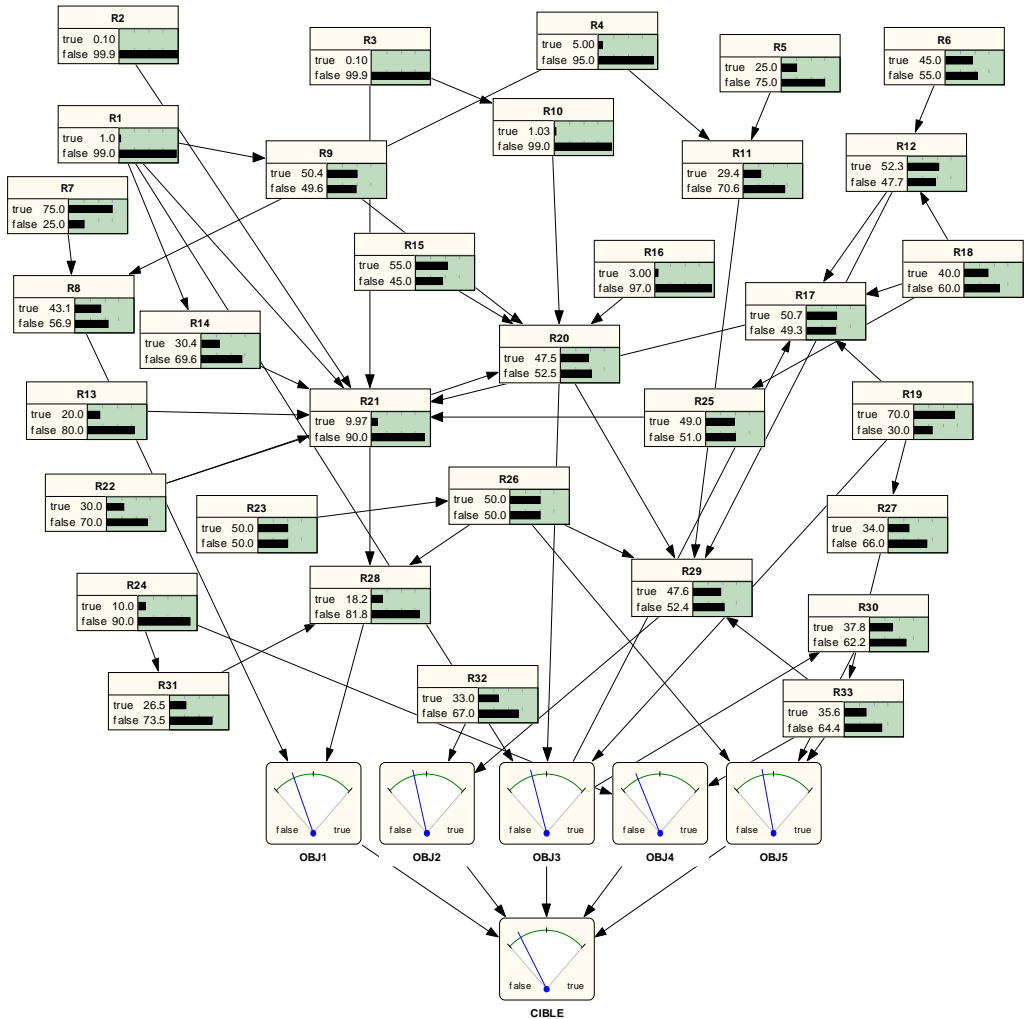 R2
true 0.10
false 99.9
R3
true 0.10
false 99.9
R4
true 5.00
false 95.0
R5
true 25.0
false 75.0
R6
true 45.0
false 55.0
R1
true 1.0
false 99.0
R10
true 1.03
false 99.0
R9
true 50.4
false 49.6
R11
true 29.4
false 70.6
R12
true 52.3
false 47.7
R7
true 75.0
false 25.0
R15
true 55.0
false 45.0
R16
true 3.00
false 97.0
R18
true 40.0
false 60.0
R8
true 43.1
false 56.9
R17
true 50.7
false 49.3
R14
true 30.4
false 69.6
R20
true 47.5
false 52.5
R13
true 20.0
false 80.0
R21
true 9.97
false 90.0
R25
true 49.0
false 51.0
R19
true 70.0
false 30.0
R22
true 30.0
false 70.0
R26
true 50.0
false 50.0
R23
true 50.0
false 50.0
R27
true 34.0
false 66.0
R28
true 18.2
false 81.8
R29
true 47.6
false 52.4
R24
true 10.0
false 90.0
R30
true 37.8
false 62.2
R31
true 26.5
false 73.5
R32
true 33.0
false 67.0
R33
true 35.6
false 64.4
false true
false true
false true
false true
false true
OBJ1
OBJ2
OBJ3
OBJ4
OBJ5
false true
CIBLE